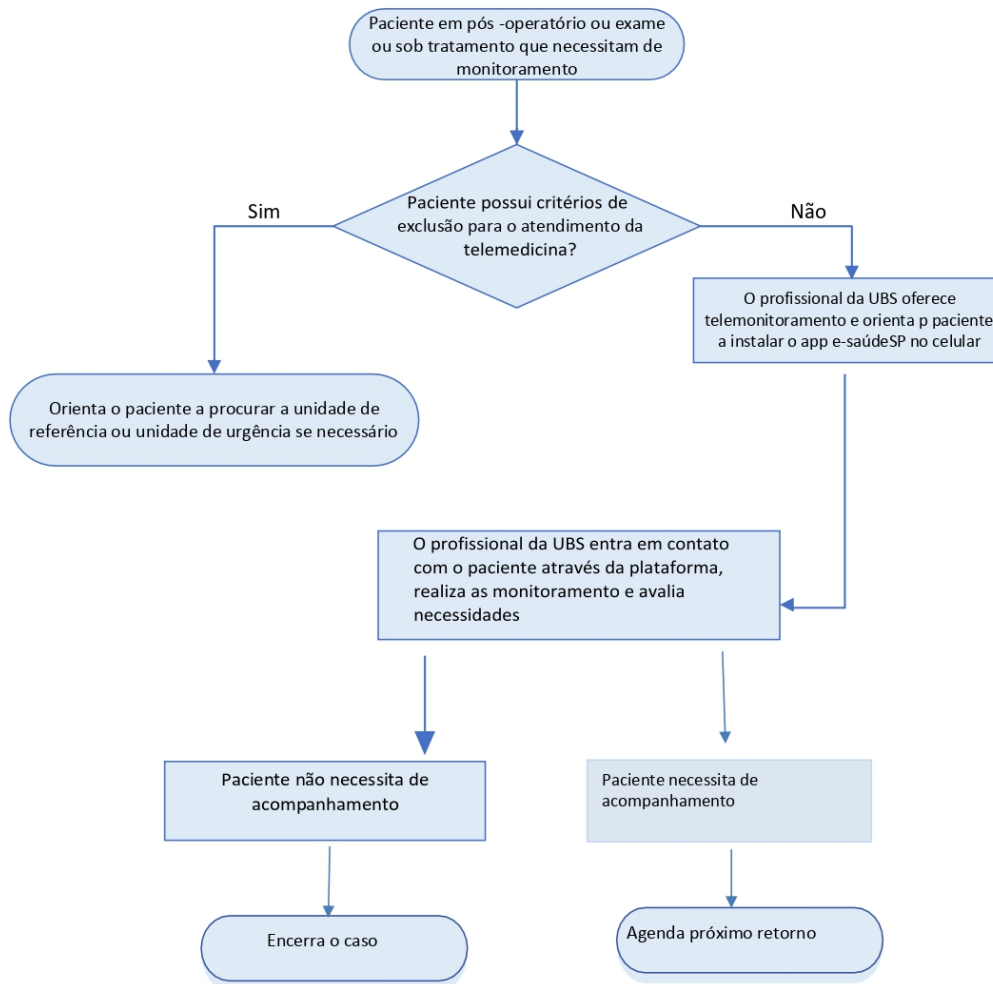 Paciente em pós -operatório ou exame
ou sob tratamento que necessitam de
monitoramento
Paciente possui critérios de
exclusão para o atendimento da
telemedicina?
Sim
Não
O profissional da UBS oferece
telemonitoramento e orienta p paciente
a instalar o app e-saúdeSP no celular
Orienta o paciente a procurar a unidade de
referência ou unidade de urgência se necessário
O profissional da UBS entra em contato
com o paciente através da plataforma,
realiza as monitoramento e avalia
necessidades
Paciente não necessita de
acompanhamento
Paciente necessita de
acompanhamento
Encerra o caso
Agenda próximo retorno